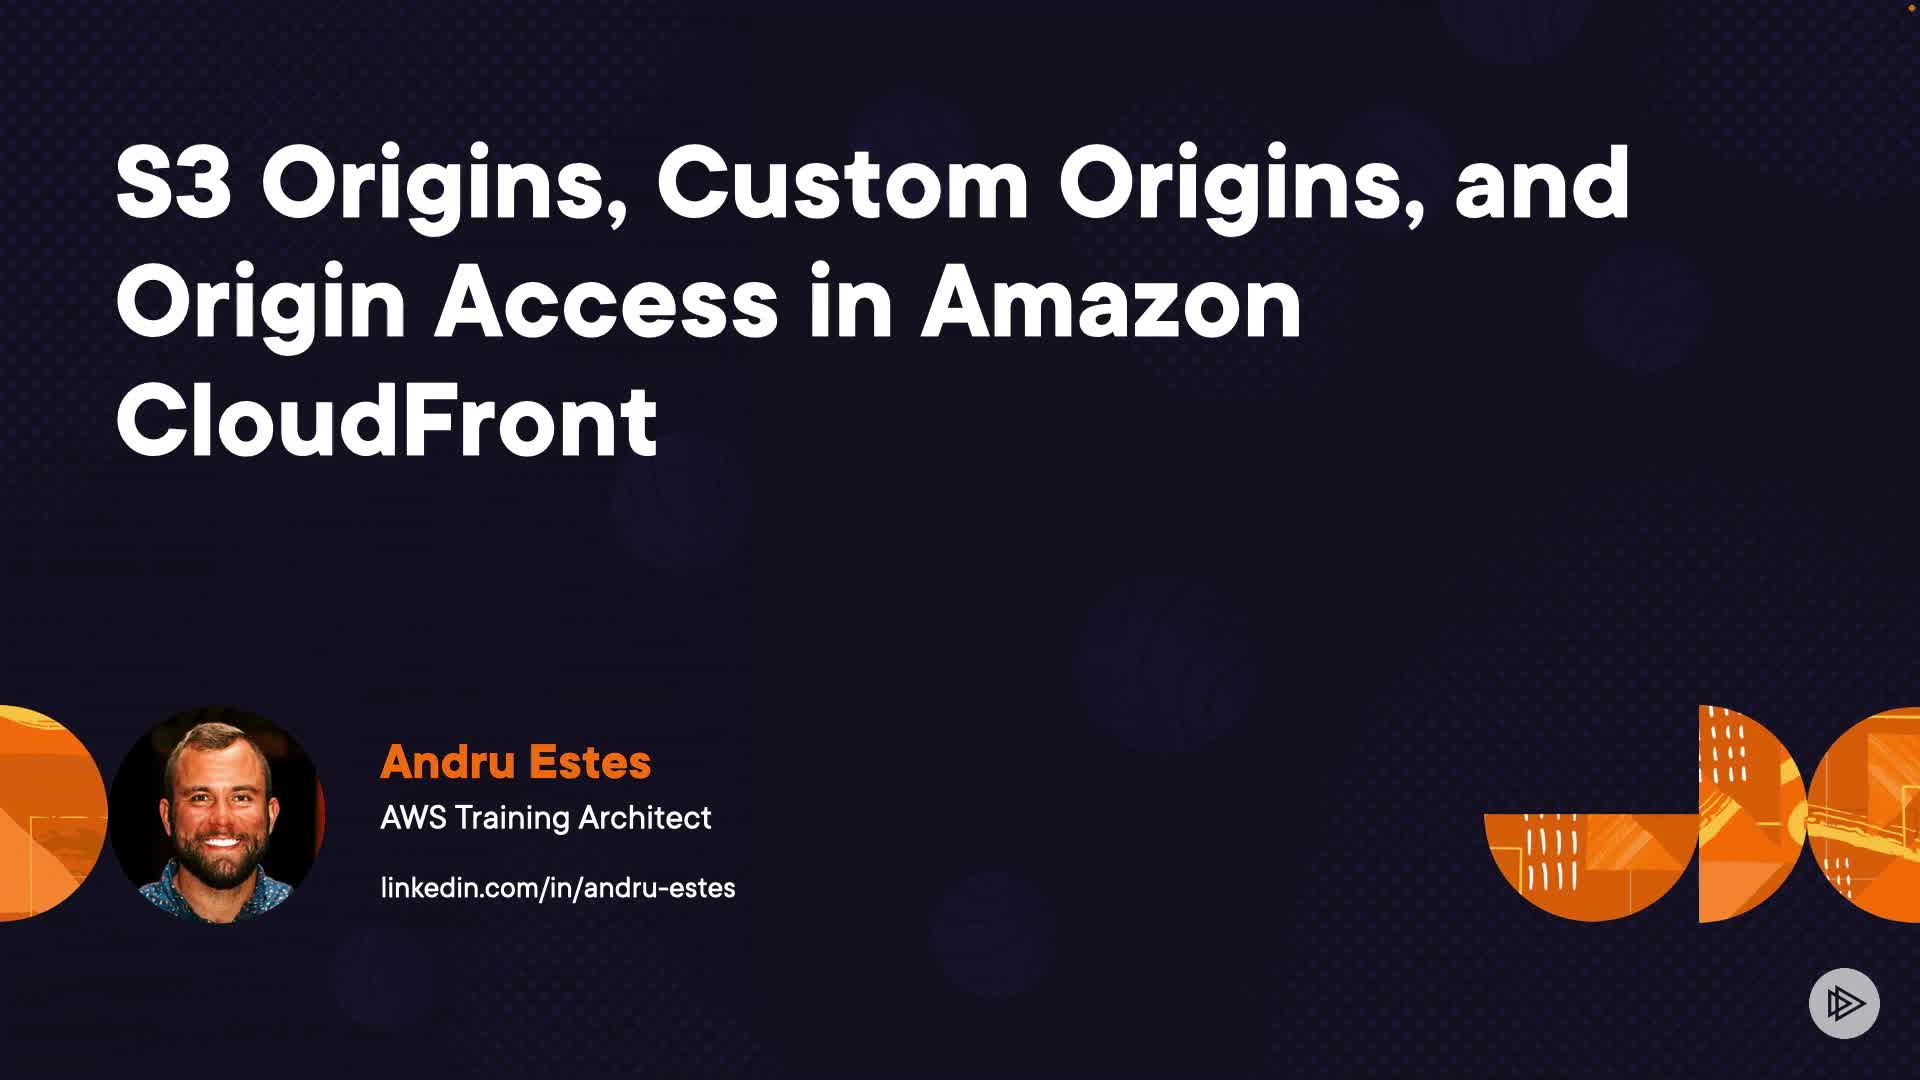 S3 Origins, Custom Origins, and
Origin Access in Amazon
CloudFront
Andru Estes
AWS Training Architect
linkedin.com/in/andru-estes